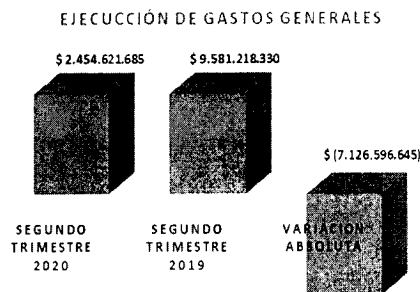 EJECUCCIÓN DE GASTOS GENERALES
$ 2.454.621.685
$ 9.581.218.330
$ (7.126.596.645)
SEGUNDO
TRIMESTRE
2020
SEGUNDO
TRIMESTRE
2019
VARIACION
ABSOLUTA